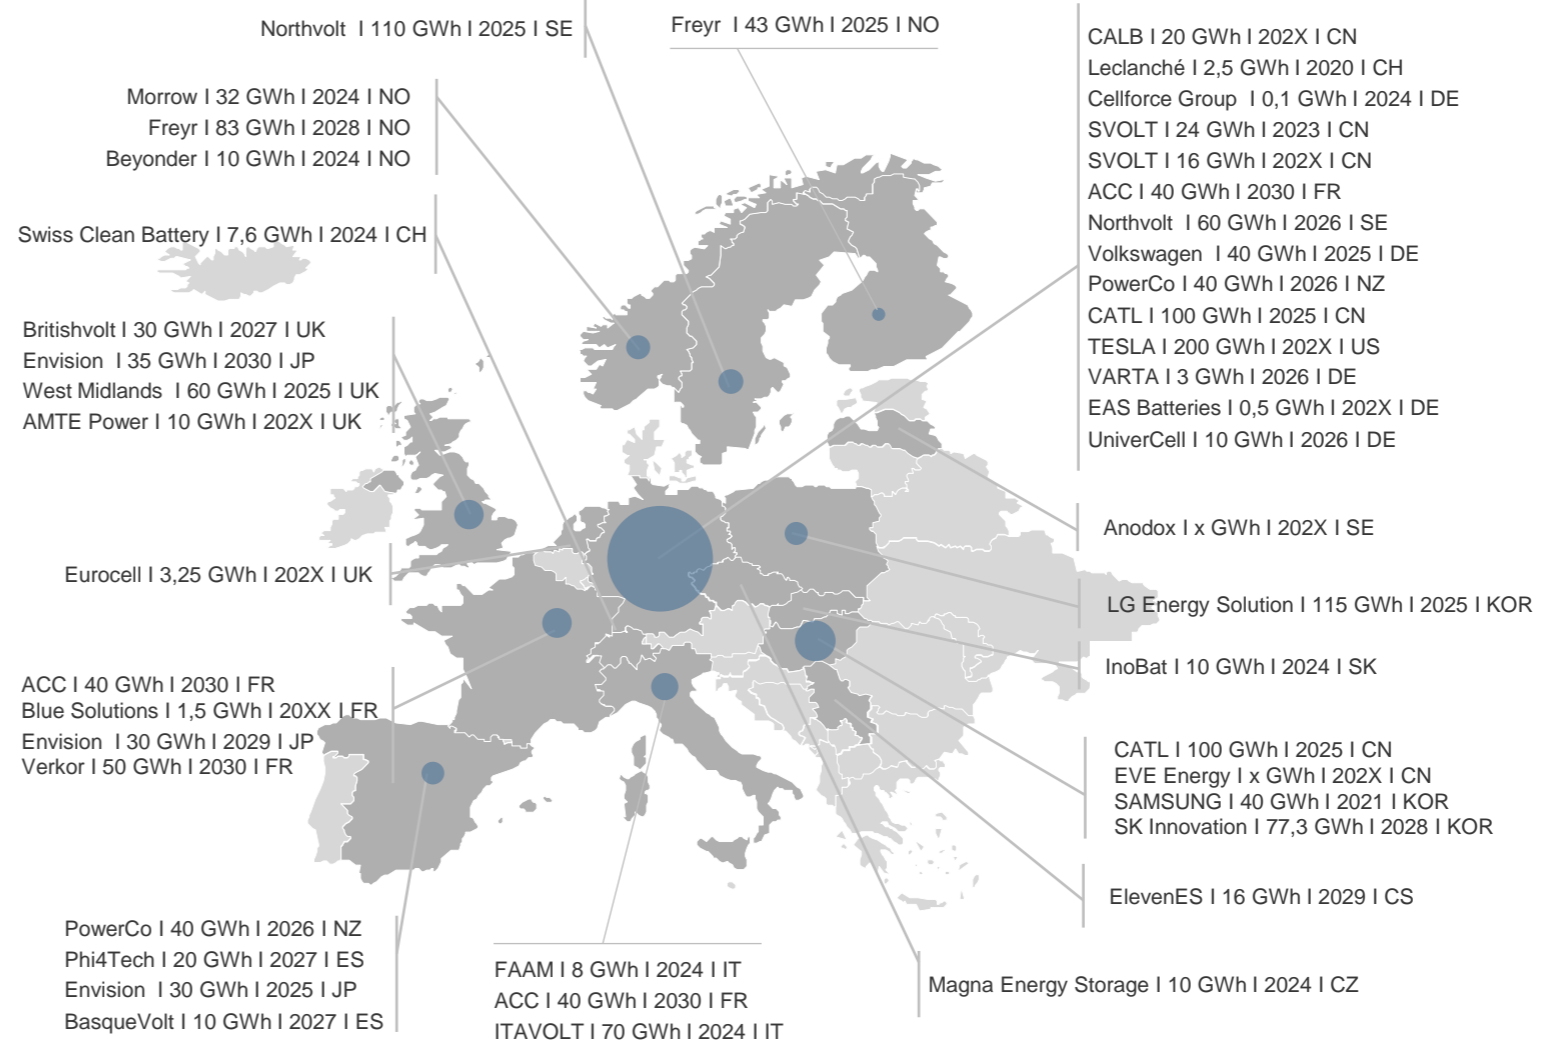 Northvolt I 110 GWh I 2025 I SE
Freyr I 43 GWh I 2025 I NO
Morrow I 32 GWh I 2024 I NO
Freyr I 83 GWh I 2028 I NO
Beyonder I 10 GWh I 2024 I NO
Swiss Clean Battery I 7,6 GWh I 2024 I CH
Britishvolt I 30 GWh I 2027 I UK
Envision I 35 GWh I 2030 I JP
West Midlands I 60 GWh I 2025 I UK
AMTE Power I 10 GWh I 202X I UK
Eurocell I 3,25 GWh I 202X I UK
ACC I 40 GWh I 2030 I FR
Blue Solutions I 1,5 GWh I 20XX I FR
Envision I 30 GWh I 2029 I JP
Verkor I 50 GWh I 2030 I FR
PowerCo I 40 GWh I 2026 I NZ
Phi4Tech I 20 GWh I 2027 I ES
Envision I 30 GWh I 2025 I JP
BasqueVolt I 10 GWh I 2027 I ES
FAAM I 8 GWh I 2024 I IT
ACC I 40 GWh I 2030 I FR
ITAVOLT I 70 GWh I 2024 I IT
CALB I 20 GWh I 202X I CN
Leclanché I 2,5 GWh I 2020 I CH
Cellforce Group I 0,1 GWh I 2024 I DE
SVOLT I 24 GWh I 2023 I CN
SVOLT I 16 GWh I 202X I CN
ACC I 40 GWh I 2030 I FR
Northvolt I 60 GWh I 2026 I SE
Volkswagen I 40 GWh I 2025 I DE
PowerCo I 40 GWh I 2026 I NZ
CATL I 100 GWh I 2025 I CN
TESLA I 200 GWh I 202X I US
VARTA I 3 GWh I 2026 I DE
EAS Batteries I 0,5 GWh I 202X I DE
UniverCell I 10 GWh I 2026 I DE
Anodox I x GWh I 202X I SE
LG Energy Solution I 115 GWh I 2025 I KOR
InoBat I 10 GWh I 2024 I SK
CATL I 100 GWh I 2025 I CN
EVE Energy I x GWh I 202X I CN
SAMSUNG I 40 GWh I 2021 I KOR
SK Innovation I 77,3 GWh I 2028 I KOR
ElevenES I 16 GWh I 2029 I CS
Magna Energy Storage I 10 GWh I 2024 I CZ